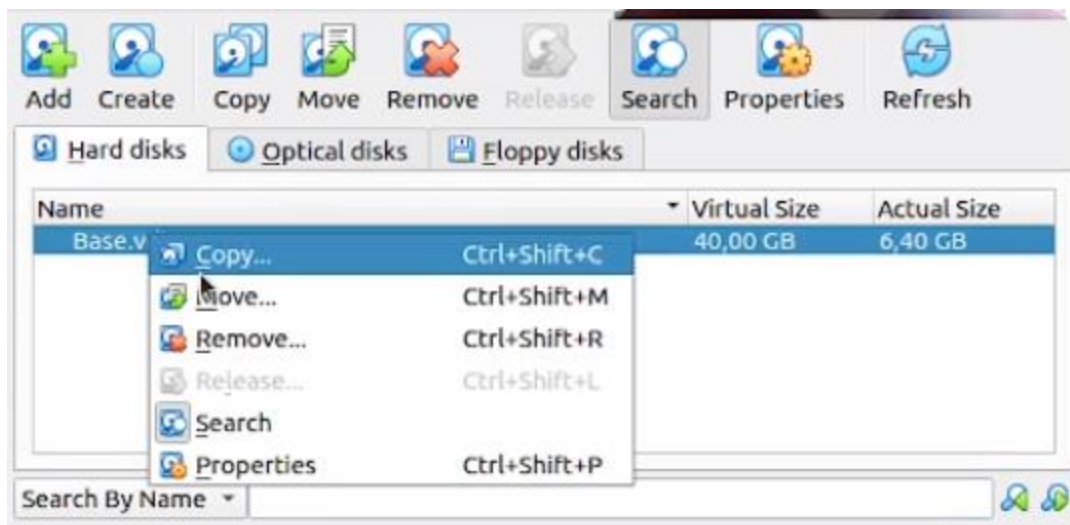 Add Create Copy Move Remove Release Search Properties Refresh
Hard disks Optical disks Floppy disks
Name Virtual Size Actual Size
40,00 GB 6,40 GB
Copy... Ctrl+Shift+C
Move... Ctrl+Shift+M
Remove... Ctrl+Shift+R
Release... Ctrl+Shift+L
Search
Properties Ctrl+Shift+P
Search By Name